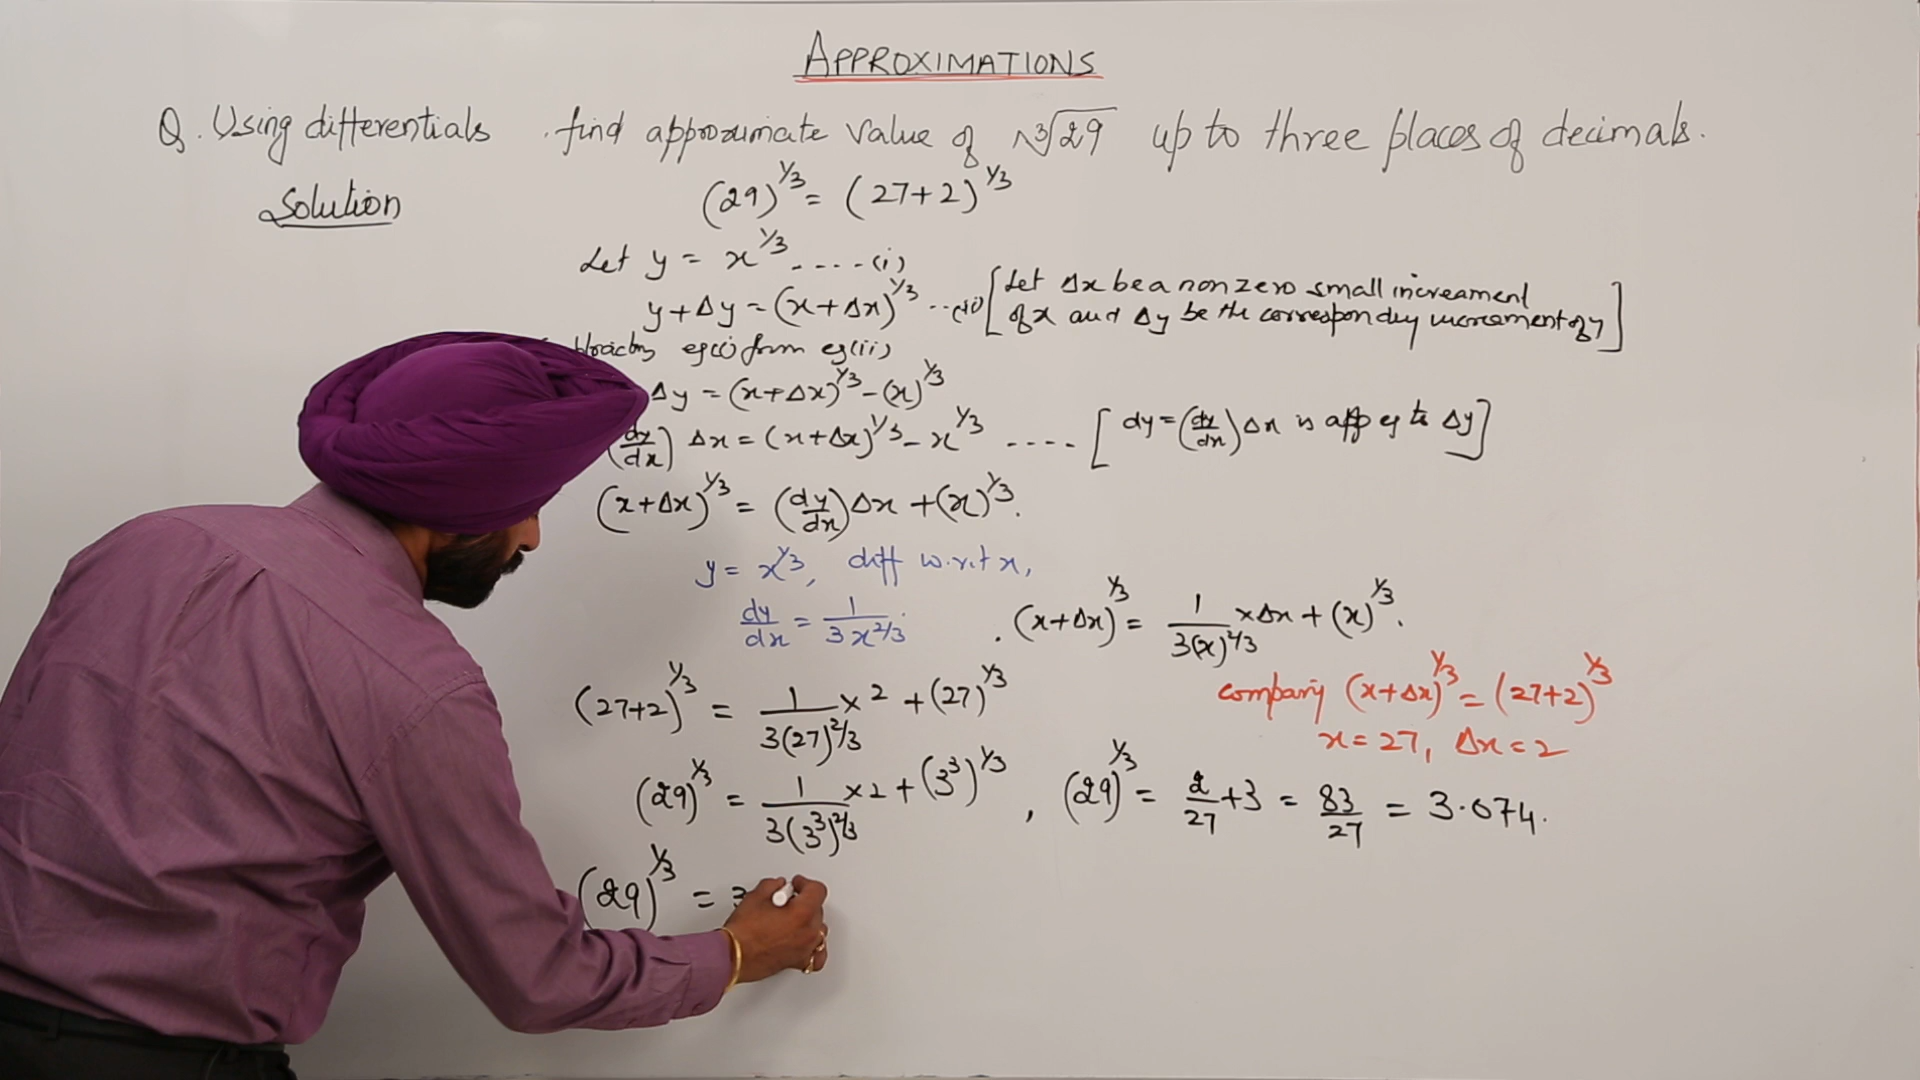 APPROXIMATIONS
Q. Using differentials, find approximate value of ∛29 up to three places of decimals.
Solution
(29)^1/3 = (27+2)^1/3
Let y = x^1/3 .....(i)
y+Δy = (x+Δx)^1/3 ...(ii) [Let Δx be a non zero small increament
of x and Δy be the corresponding increament of y]
eq(i) from eq(ii)
Δy = (x+Δx)^1/3 - (x)^1/3
(dy/dx) Δx = (x+Δx)^1/3 - x^1/3 .... [dy = (dy/dx)Δx is app eq to Δy]
(x+Δx)^1/3 = (dy/dx)Δx + (x)^1/3.
y = x^1/3, diff w.r.t x,
dy/dx = 1/3x^2/3. . (x+Δx)^1/3 = 1/3(x)^2/3 ×Δx + (x)^1/3.
(27+2)^1/3 = 1/3(27)^2/3 × 2 + (27)^1/3
comparing (x+Δx)^1/3 = (27+2)^1/3
x = 27, Δx = 2
(29)^1/3 = 1/3(3^3)^2/3 ×2 + (3^3)^1/3, (29)^1/3 = 2/27 + 3 = 83/27 = 3.074.
(29)^1/3 = 3